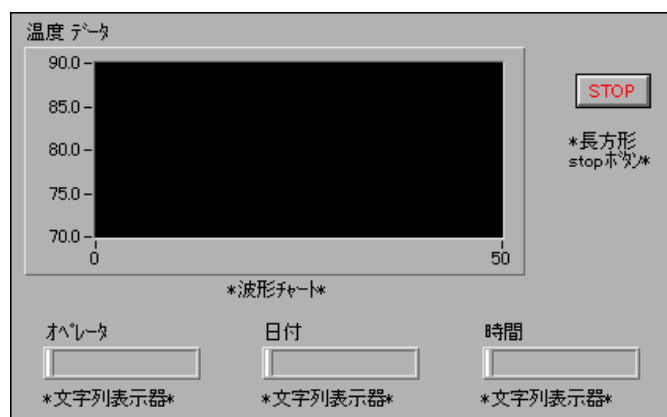 温度 ﾃﾞｰﾀ
90.0
85.0
80.0
75.0
70.0
0
50
STOP
*長方形
stopﾎﾞﾀﾝ*
*波形ﾁｬｰﾄ*
ｵﾍﾟﾚｰﾀ
日付
時間
*文字列表示器*
*文字列表示器*
*文字列表示器*